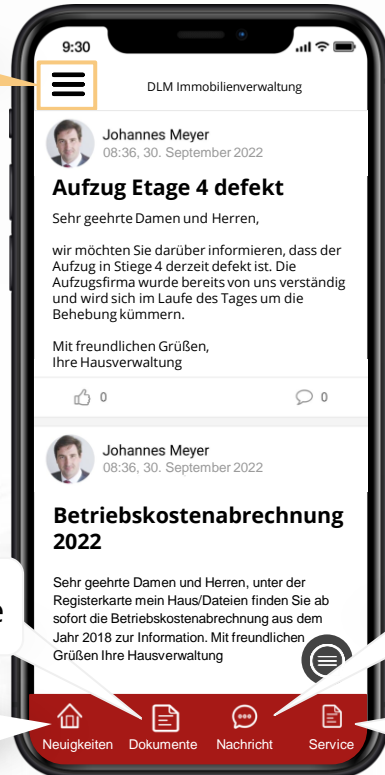 9:30
DLM Immobilienverwaltung
Johannes Meyer
08:36, 30. September 2022
Aufzug Etage 4 defekt
Sehr geehrte Damen und Herren,
wir möchten Sie darüber informieren, dass der
Aufzug in Stiege 4 derzeit defekt ist. Die
Aufzugsfirma wurde bereits von uns verständig
und wird sich im Laufe des Tages um die
Behebung kümmern.
Mit freundlichen Grüßen,
Ihre Hausverwaltung
0
0
Johannes Meyer
08:36, 30. September 2022
Betriebskostenabrechnung
2022
Sehr geehrte Damen und Herren, unter der
Registerkarte mein Haus/Dateien finden Sie ab
sofort die Betriebskostenabrechnung aus dem
Jahr 2018 zur Information. Mit freundlichen
Grüßen Ihre Hausverwaltung
e
Neuigkeiten
Dokumente
Nachricht
Service